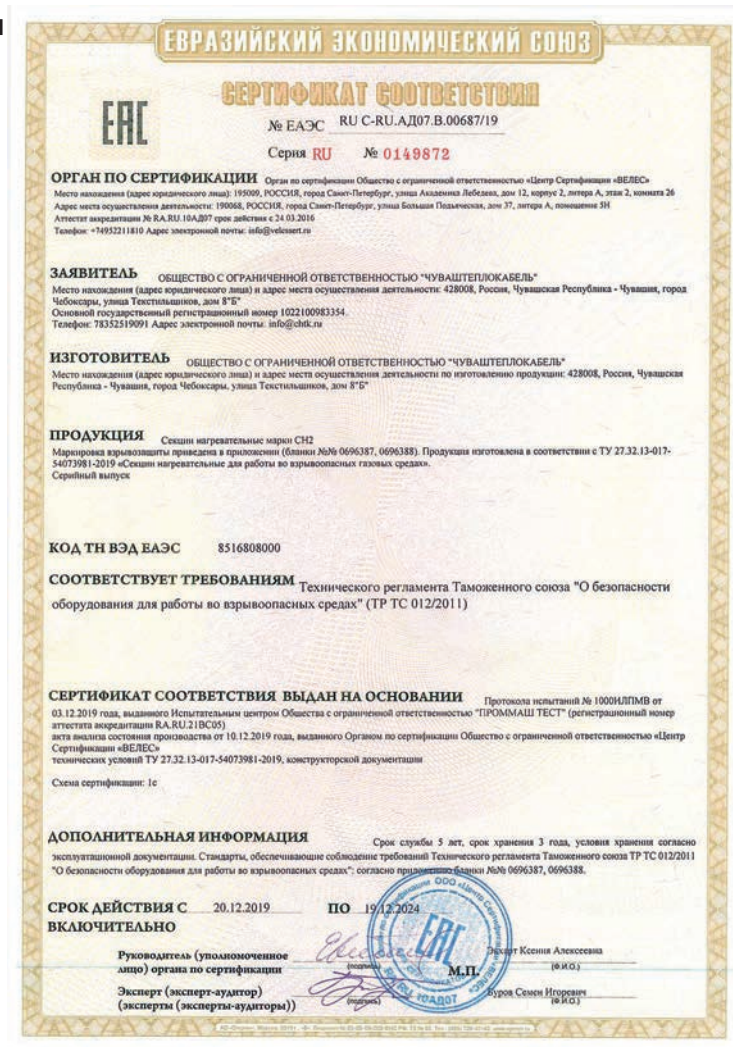 ЕВРАЗИЙСКИЙ ЭКОНОМИЧЕСКИЙ СОЮЗ
СЕРТИФИКАТ СООТВЕТСТВИЯ
EAC
№ ЕАЭС RU C-RU.АД07.В.00687/19
Серия RU № 0149872
ОРГАН ПО СЕРТИФИКАЦИИ Орган по сертификации Общество с ограниченной ответственностью «Центр Сертификации «ВЕЛЕС»
Место нахождения (адрес юридического лица): 195009, РОССИЯ, город Санкт-Петербург, улица Академика Лебедева, дом 12, корпус 2, литера А, этаж 2, комната 26
Адрес места осуществления деятельности: 190068, РОССИЯ, город Санкт-Петербург, улица Большая Подьяческая, дом 37, литера А, помещение 5Н
Аттестат аккредитации № RA.RU.10АД07 срок действия с 24.03.2016
Телефон: +74952211810 Адрес электронной почты: info@velessert.ru
ЗАЯВИТЕЛЬ ОБЩЕСТВО С ОГРАНИЧЕННОЙ ОТВЕТСТВЕННОСТЬЮ "ЧУВАШТЕПЛОКАБЕЛЬ"
Место нахождения (адрес юридического лица) и адрес места осуществления деятельности: 428008, Россия, Чувашская Республика - Чувашия, город
Чебоксары, улица Текстильщиков, дом 8"Б"
Основной государственный регистрационный номер 1022100983354.
Телефон: 78352519091 Адрес электронной почты: info@chtk.ru
ИЗГОТОВИТЕЛЬ ОБЩЕСТВО С ОГРАНИЧЕННОЙ ОТВЕТСТВЕННОСТЬЮ "ЧУВАШТЕПЛОКАБЕЛЬ"
Место нахождения (адрес юридического лица) и адрес места осуществления деятельности по изготовлению продукции: 428008, Россия, Чувашская
Республика - Чувашия, город Чебоксары, улица Текстильщиков, дом 8"Б"
ПРОДУКЦИЯ Секции нагревательные марки СН2
Маркировка взрывозащиты приведена в приложении (бланки №№ 0696387, 0696388). Продукция изготовлена в соответствии с ТУ 27.32.13-017-
54073981-2019 «Секции нагревательные для работы во взрывоопасных газовых средах».
Серийный выпуск
КОД ТН ВЭД ЕАЭС 8516808000
СООТВЕТСТВУЕТ ТРЕБОВАНИЯМ Технического регламента Таможенного союза "О безопасности
оборудования для работы во взрывоопасных средах" (ТР ТС 012/2011)
СЕРТИФИКАТ СООТВЕТСТВИЯ ВЫДАН НА ОСНОВАНИИ Протокола испытаний № 1000ИЛПМВ от
03.12.2019 года, выданного Испытательным центром Общества с ограниченной ответственностью "ПРОММАШ ТЕСТ" (регистрационный номер
аттестата аккредитации RA.RU.21ВС05)
акта анализа состояния производства от 10.12.2019 года, выданного Органом по сертификации Общество с ограниченной ответственностью «Центр
Сертификации «ВЕЛЕС»
технических условий ТУ 27.32.13-017-54073981-2019, конструкторской документации
Схема сертификации: 1с
ДОПОЛНИТЕЛЬНАЯ ИНФОРМАЦИЯ Срок службы 5 лет, срок хранения 3 года, условия хранения согласно
эксплуатационной документации. Стандарты, обеспечивающие соблюдение требований Технического регламента Таможенного союза ТР ТС 012/2011
"О безопасности оборудования для работы во взрывоопасных средах": согласно приложению бланки №№ 0696387, 0696388.
СРОК ДЕЙСТВИЯ С 20.12.2019 ПО 19.12.2024
ВКЛЮЧИТЕЛЬНО
Руководитель (уполномоченное
лицо) органа по сертификации (подпись) М.П. Эккарт Ксения Алексеевна (Ф.И.О.)
Эксперт (эксперт-аудитор)
(эксперты (эксперты-аудиторы)) (подпись) Буров Семен Игоревич (Ф.И.О.)
EAC
RA.RU.10АД07